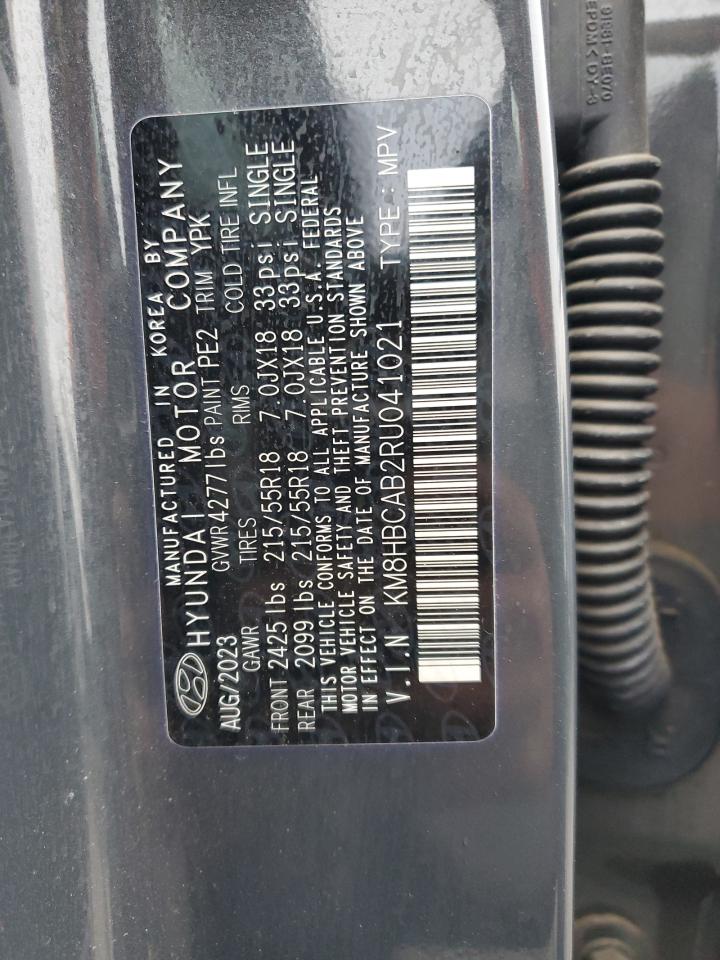 MANUFACTURED IN KOREA BY
HYUNDAI MOTOR COMPANY
AUG/2023 GVWR 4277 lbs PAINT PE2 TRIM YPK
GAWR TIRES RIMS COLD TIRE INFL
FRONT 2425 lbs 215/55R18 7.0JX18 33psi SINGLE
REAR 2099 lbs 215/55R18 7.0JX18 33psi SINGLE
THIS VEHICLE CONFORMS TO ALL APPLICABLE U.S.A. FEDERAL
MOTOR VEHICLE SAFETY AND THEFT PREVENTION STANDARDS
IN EFFECT ON THE DATE OF MANUFACTURE SHOWN ABOVE
V.I.N KM8HBCAB2RU041021 TYPE : MPV